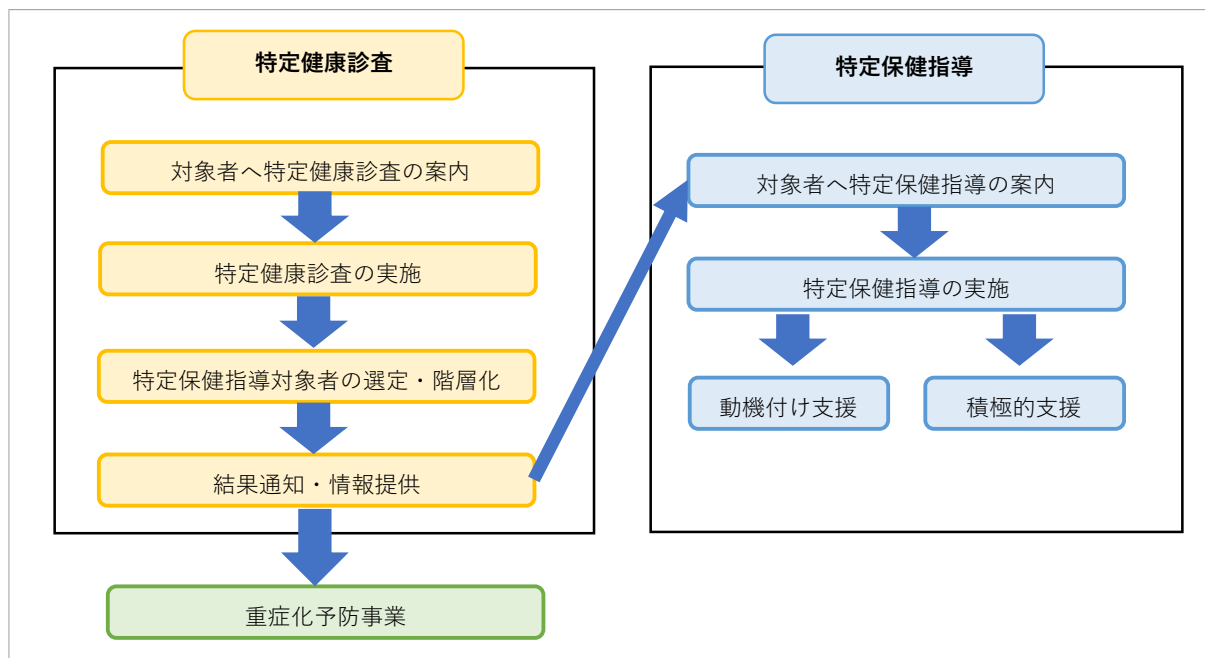 特定健康診査
対象者へ特定健康診査の案内
特定健康診査の実施
特定保健指導対象者の選定・階層化
結果通知・情報提供
重症化予防事業
特定保健指導
対象者へ特定保健指導の案内
特定保健指導の実施
動機付け支援
積極的支援